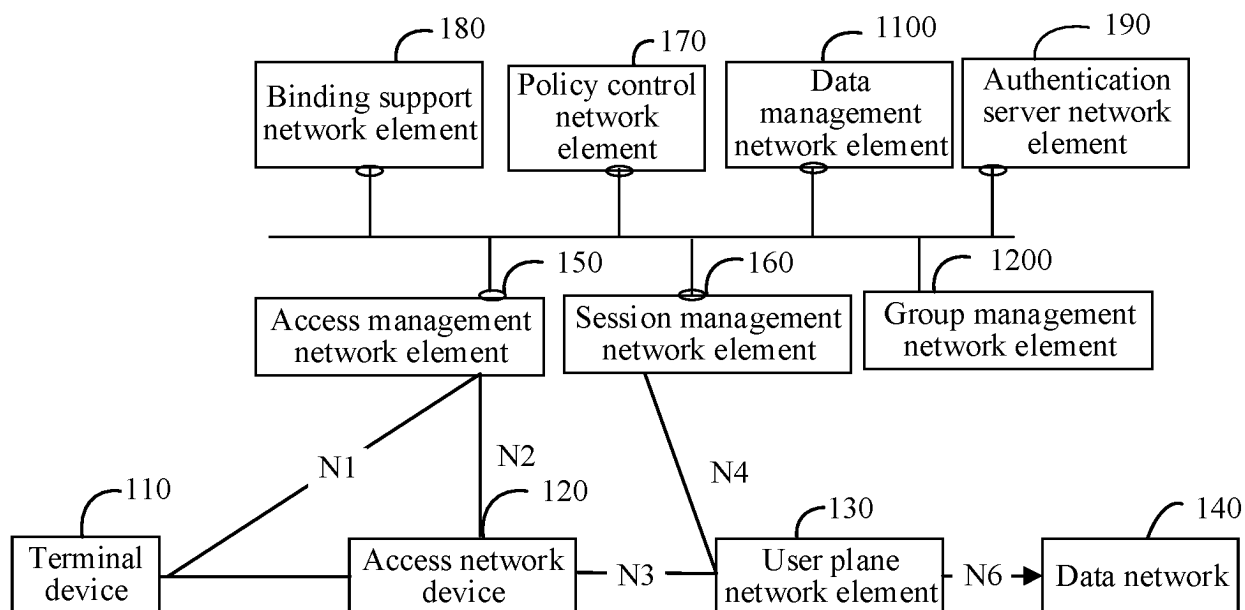 180
170
1100
190
Binding support
network element
Policy control
network
element
Data
management
network element
Authentication
server network
element
150
160
1200
Access management
network element
Session management
network element
Group management
network element
N1
N2
N4
110
120
130
140
Terminal
device
Access network
device
N3
User plane
network element
N6
Data network